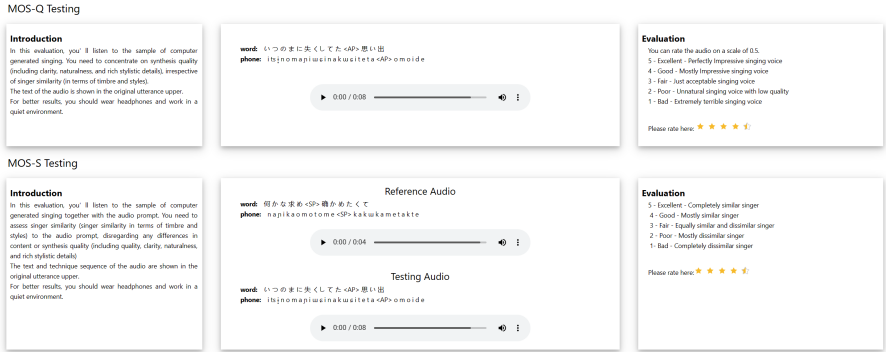 MOS-Q Testing
Introduction
In this evaluation, you' ll listen to the sample of computer
generated singing. You need to concentrate on synthesis quality
(including clarity, naturalness, and rich stylistic details), irrespective
of singer similarity (in terms of timbre and styles).
The text of the audio is shown in the original utterance upper.
For better results, you should wear headphones and work in a
quiet environment.
word: いつのまに失くしてた <AP> 思い出
0:00 / 0:08
Evaluation
You can rate the audio on a scale of 0.5.
5 - Excellent - Perfectly Impressive singing voice
4 - Good - Mostly Impressive singing voice
3 - Fair - Just acceptable singing voice
2 - Poor - Unnatural singing voice with low quality
1 - Bad - Extremely terrible singing voice
Please rate here:
MOS-S Testing
Introduction
In this evaluation, you' ll listen to the sample of computer
generated singing together with the audio prompt. You need to
assess singer similarity (singer similarity in terms of timbre and
styles) to the audio prompt, disregarding any differences in
content or synthesis quality (including quality, clarity, naturalness,
and rich stylistic details)
The text and technique sequence of the audio are shown in the
original utterance upper.
For better results, you should wear headphones and work in a
quiet environment.
Reference Audio
word: 何かな求め <SP> 確かめたくて
phone: n a ɲ i k a o m o t o m e <SP> k a k ɯ k a m e t a k t e
0:00 / 0:04
Testing Audio
word: いつのまに失くしてた <AP> 思い出
0:00 / 0:08
Evaluation
5 - Excellent - Completely similar singer
4 - Good - Mostly similar singer
3 - Fair - Equally similar and dissimilar singer
2 - Poor - Mostly dissimilar singer
1- Bad - Completely dissimilar singer
Please rate here: